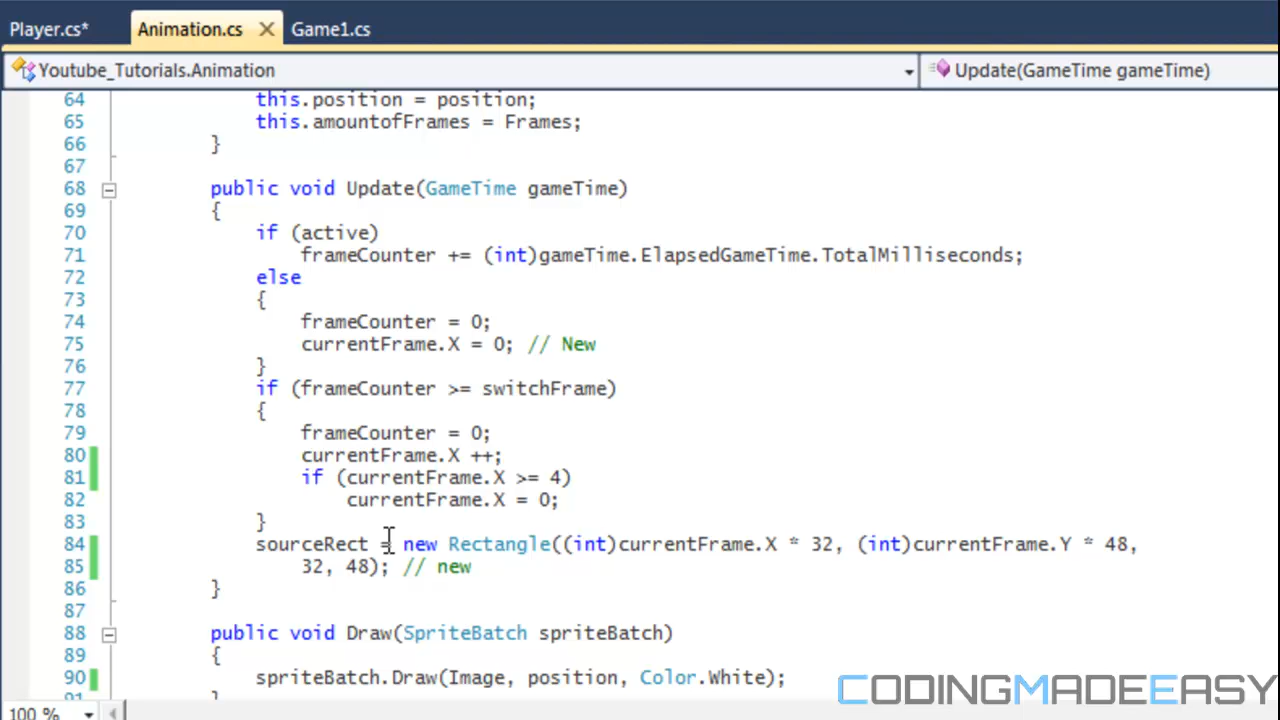 Player.cs* Animation.cs Game1.cs
Youtube_Tutorials.Animation Update(GameTime gameTime)
64 this.position = position;
65 this.amountofFrames = Frames;
66 }
67
68 public void Update(GameTime gameTime)
69 {
70 if (active)
71 frameCounter += (int)gameTime.ElapsedGameTime.TotalMilliseconds;
72 else
73 {
74 frameCounter = 0;
75 currentFrame.X = 0; // New
76 }
77 if (frameCounter >= switchFrame)
78 {
79 frameCounter = 0;
80 currentFrame.X ++;
81 if (currentFrame.X >= 4)
82 currentFrame.X = 0;
83 }
84 sourceRect = new Rectangle((int)currentFrame.X * 32, (int)currentFrame.Y * 48,
85 32, 48); // new
86 }
87
88 public void Draw(SpriteBatch spriteBatch)
89 {
90 spriteBatch.Draw(Image, position, Color.White);
91 }
CODINGMADEEASY
100 %